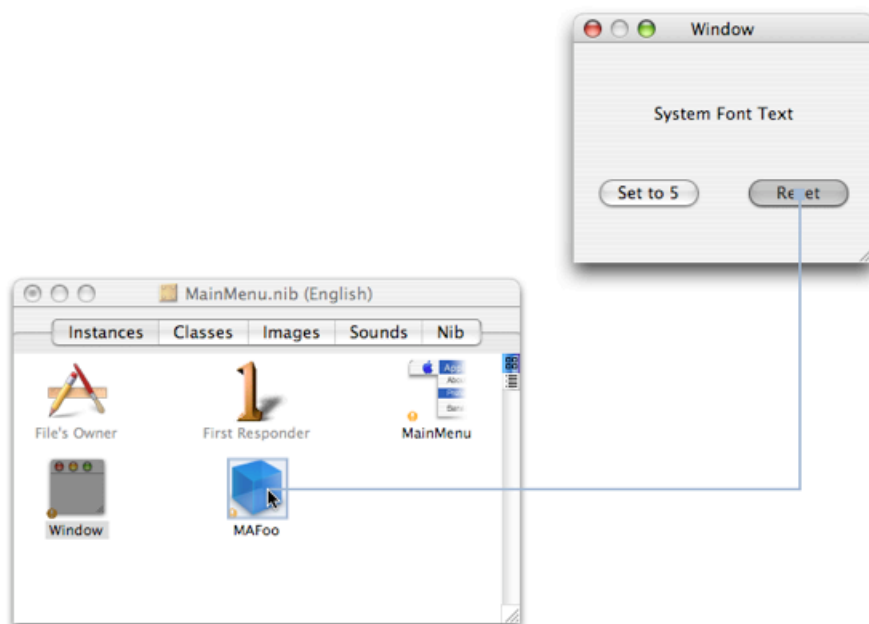 Window
System Font Text
Set to 5 Reset
MainMenu.nib (English)
Instances Classes Images Sounds Nib
File's Owner First Responder MainMenu
Window MAFoo